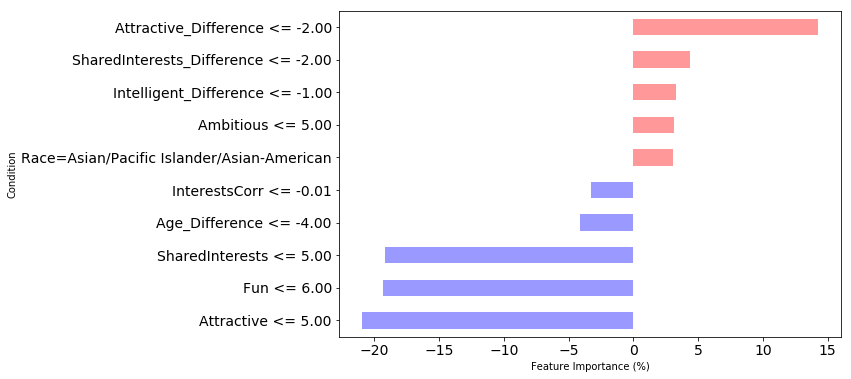 Attractive_Difference <= -2.00
SharedInterests_Difference <= -2.00
Intelligent_Difference <= -1.00
Ambitious <= 5.00
Race=Asian/Pacific Islander/Asian-American
InterestsCorr <= -0.01
Age_Difference <= -4.00
SharedInterests <= 5.00
Fun <= 6.00
Attractive <= 5.00
Condition
−20 −15 −10 −5 0 5 10 15
Feature Importance (%)